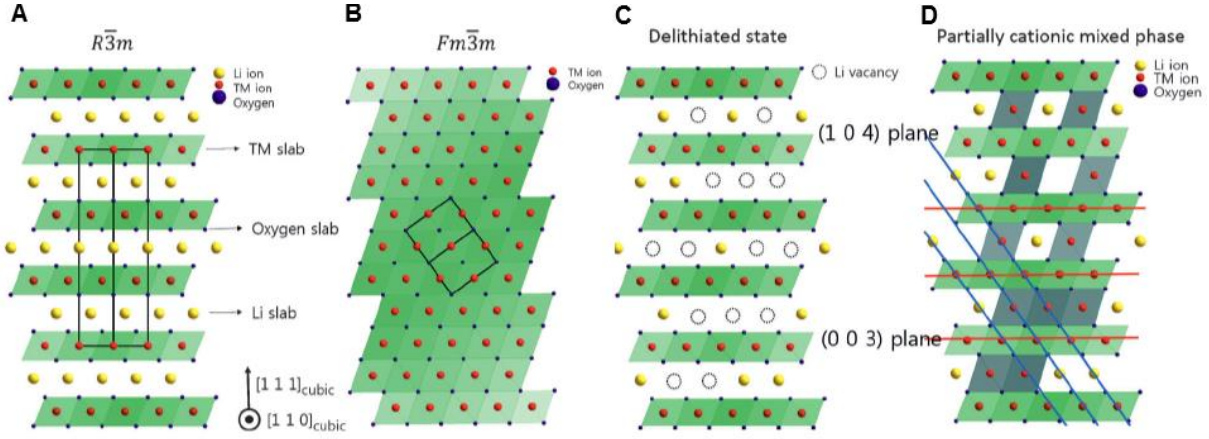 A
B
C
D
R3̅m
Fm3̅m
Delithiated state
Partially cationic mixed phase
Li ion
TM ion
Oxygen
TM ion
Oxygen
Li vacancy
Li ion
TM ion
Oxygen
TM slab
Oxygen slab
Li slab
[1 1 1]cubic
[1 1 0]cubic
(1 0 4) plane
(0 0 3) plane